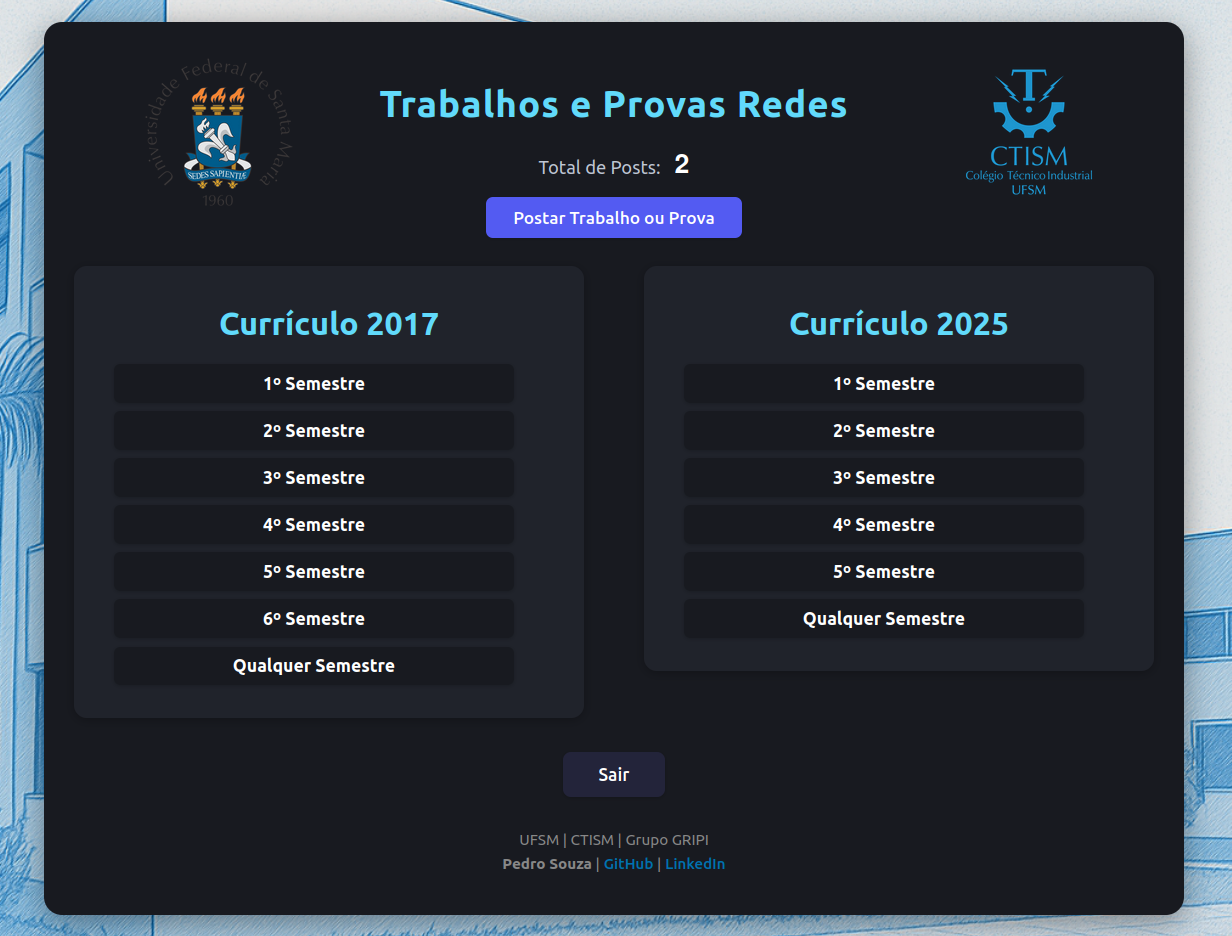 Universidade Federal de Santa Maria
SEDES SAPIENTIÆ
1960
Trabalhos e Provas Redes
Total de Posts: 2
Postar Trabalho ou Prova
CTISM
Colégio Técnico Industrial
UFSM
Currículo 2017
1º Semestre
2º Semestre
3º Semestre
4º Semestre
5º Semestre
6º Semestre
Qualquer Semestre
Currículo 2025
1º Semestre
2º Semestre
3º Semestre
4º Semestre
5º Semestre
Qualquer Semestre
Sair
UFSM | CTISM | Grupo GRIPI
Pedro Souza | GitHub | LinkedIn